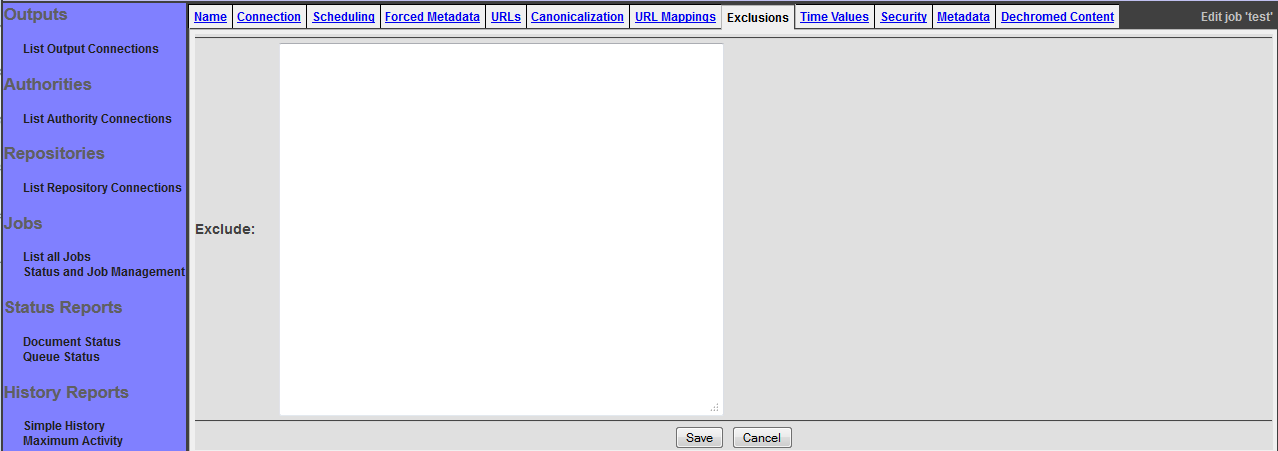 Outputs
List Output Connections
Authorities
List Authority Connections
Repositories
List Repository Connections
Jobs
List all Jobs
Status and Job Management
Status Reports
Document Status
Queue Status
History Reports
Simple History
Maximum Activity
Name Connection Scheduling Forced Metadata URLs Canonicalization URL Mappings Exclusions Time Values Security Metadata Dechromed Content Edit job 'test'
Exclude:
Save Cancel